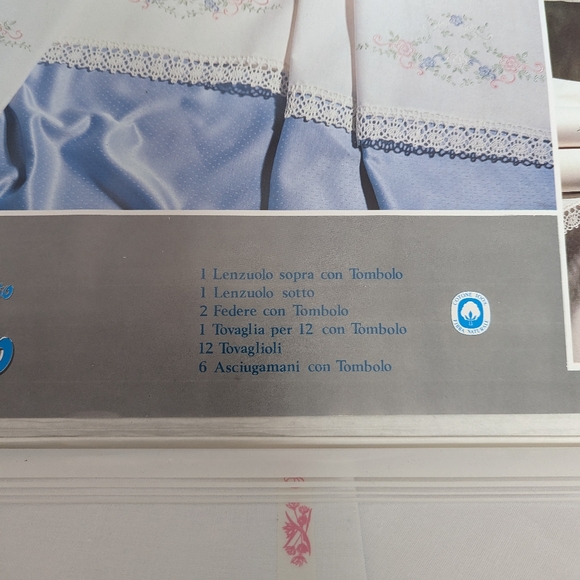 1 Lenzuolo sopra con Tombolo
1 Lenzuolo sotto
2 Federe con Tombolo
1 Tovaglia per 12 con Tombolo
12 Tovaglioli
6 Asciugamani con Tombolo